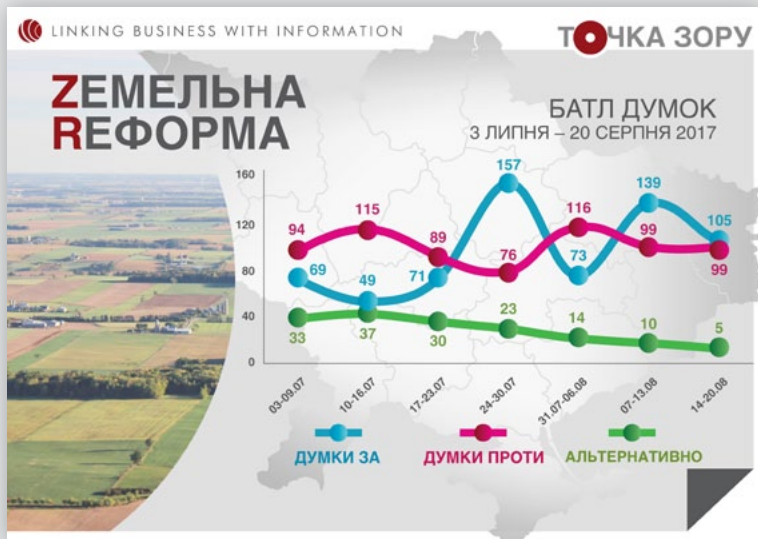 LINKING BUSINESS WITH INFORMATION
ТОЧКА ЗОРУ
ZЕМЕЛЬНА
RЕФОРМА
БАТЛ ДУМОК
3 ЛИПНЯ – 20 СЕРПНЯ 2017
160
120
80
40
0
94 115 89 76 116 99 99
69 49 71 157 73 139 105
33 37 30 23 14 10 5
03-09.07 10-16.07 17-23.07 24-30.07 31.07-06.08 07-13.08 14-20.08
ДУМКИ ЗА ДУМКИ ПРОТИ АЛЬТЕРНАТИВНО